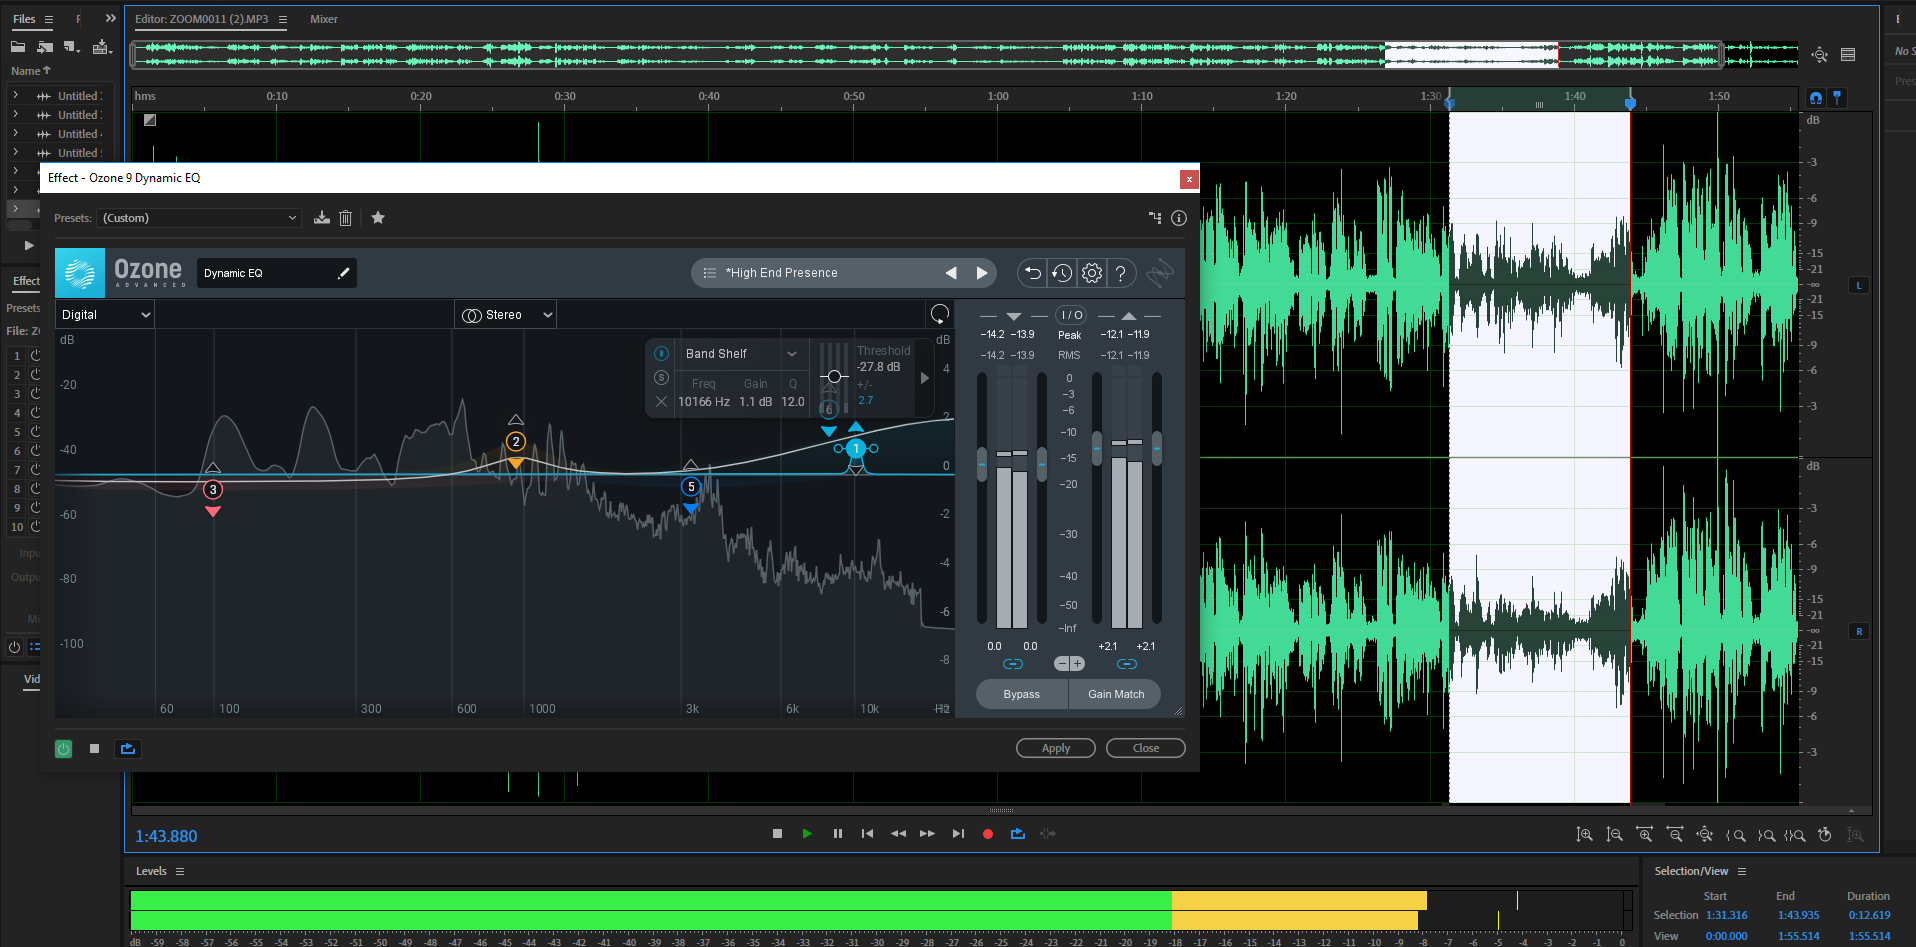 Files
Editor: ZOOM0011 (2).MP3
Mixer
Name
Untitled
Untitled
Untitled
Untitled
hms 0:10 0:20 0:30 0:40 0:50 1:00 1:10 1:20 1:30 1:40 1:50
No S
Pres
Effect - Ozone 9 Dynamic EQ
Presets: (Custom)
Ozone
ADVANCED
Dynamic EQ
*High End Presence
?
Effect
Presets
File: Z
1
2
3
4
5
6
7
8
9
10
Inpu
Outpu
Mi
Vid
Digital
Stereo
dB
-20
-40
-60
-80
-100
Band Shelf
Freq Gain Q
10166 Hz 1.1 dB 12.0
S
Threshold
-27.8 dB
+/-
2.7
6
1
2
3
5
dB
4
2
0
-2
-4
-6
-8
60 100 300 600 1000 3k 6k 10k Hz
I / O
-14.2 -13.9 Peak -12.1 -11.9
-14.2 -13.9 RMS -12.1 -11.9
0
-3
-6
-10
-15
-20
-30
-40
-50
-Inf
0.0 0.0 +2.1 +2.1
Bypass Gain Match
Apply Close
dB
-3
-6
-9
-15
-21
-∞
-21
-15
-9
-6
-3
L
dB
-3
-6
-9
-15
-21
-∞
-21
-15
-9
-6
-3
R
1:43.880
Levels
dB -59 -58 -57 -56 -55 -54 -53 -52 -51 -50 -49 -48 -47 -46 -45 -44 -43 -42 -41 -40 -39 -38 -37 -36 -35 -34 -33 -32 -31 -30 -29 -28 -27 -26 -25 -24 -23 -22 -21 -20 -19 -18 -17 -16 -15 -14 -13 -12 -11 -10 -9 -8 -7 -6 -5 -4 -3 -2 -1 0
Selection/View
Start End Duration
Selection 1:31.316 1:43.935 0:12.619
View 0:00.000 1:55.514 1:55.514